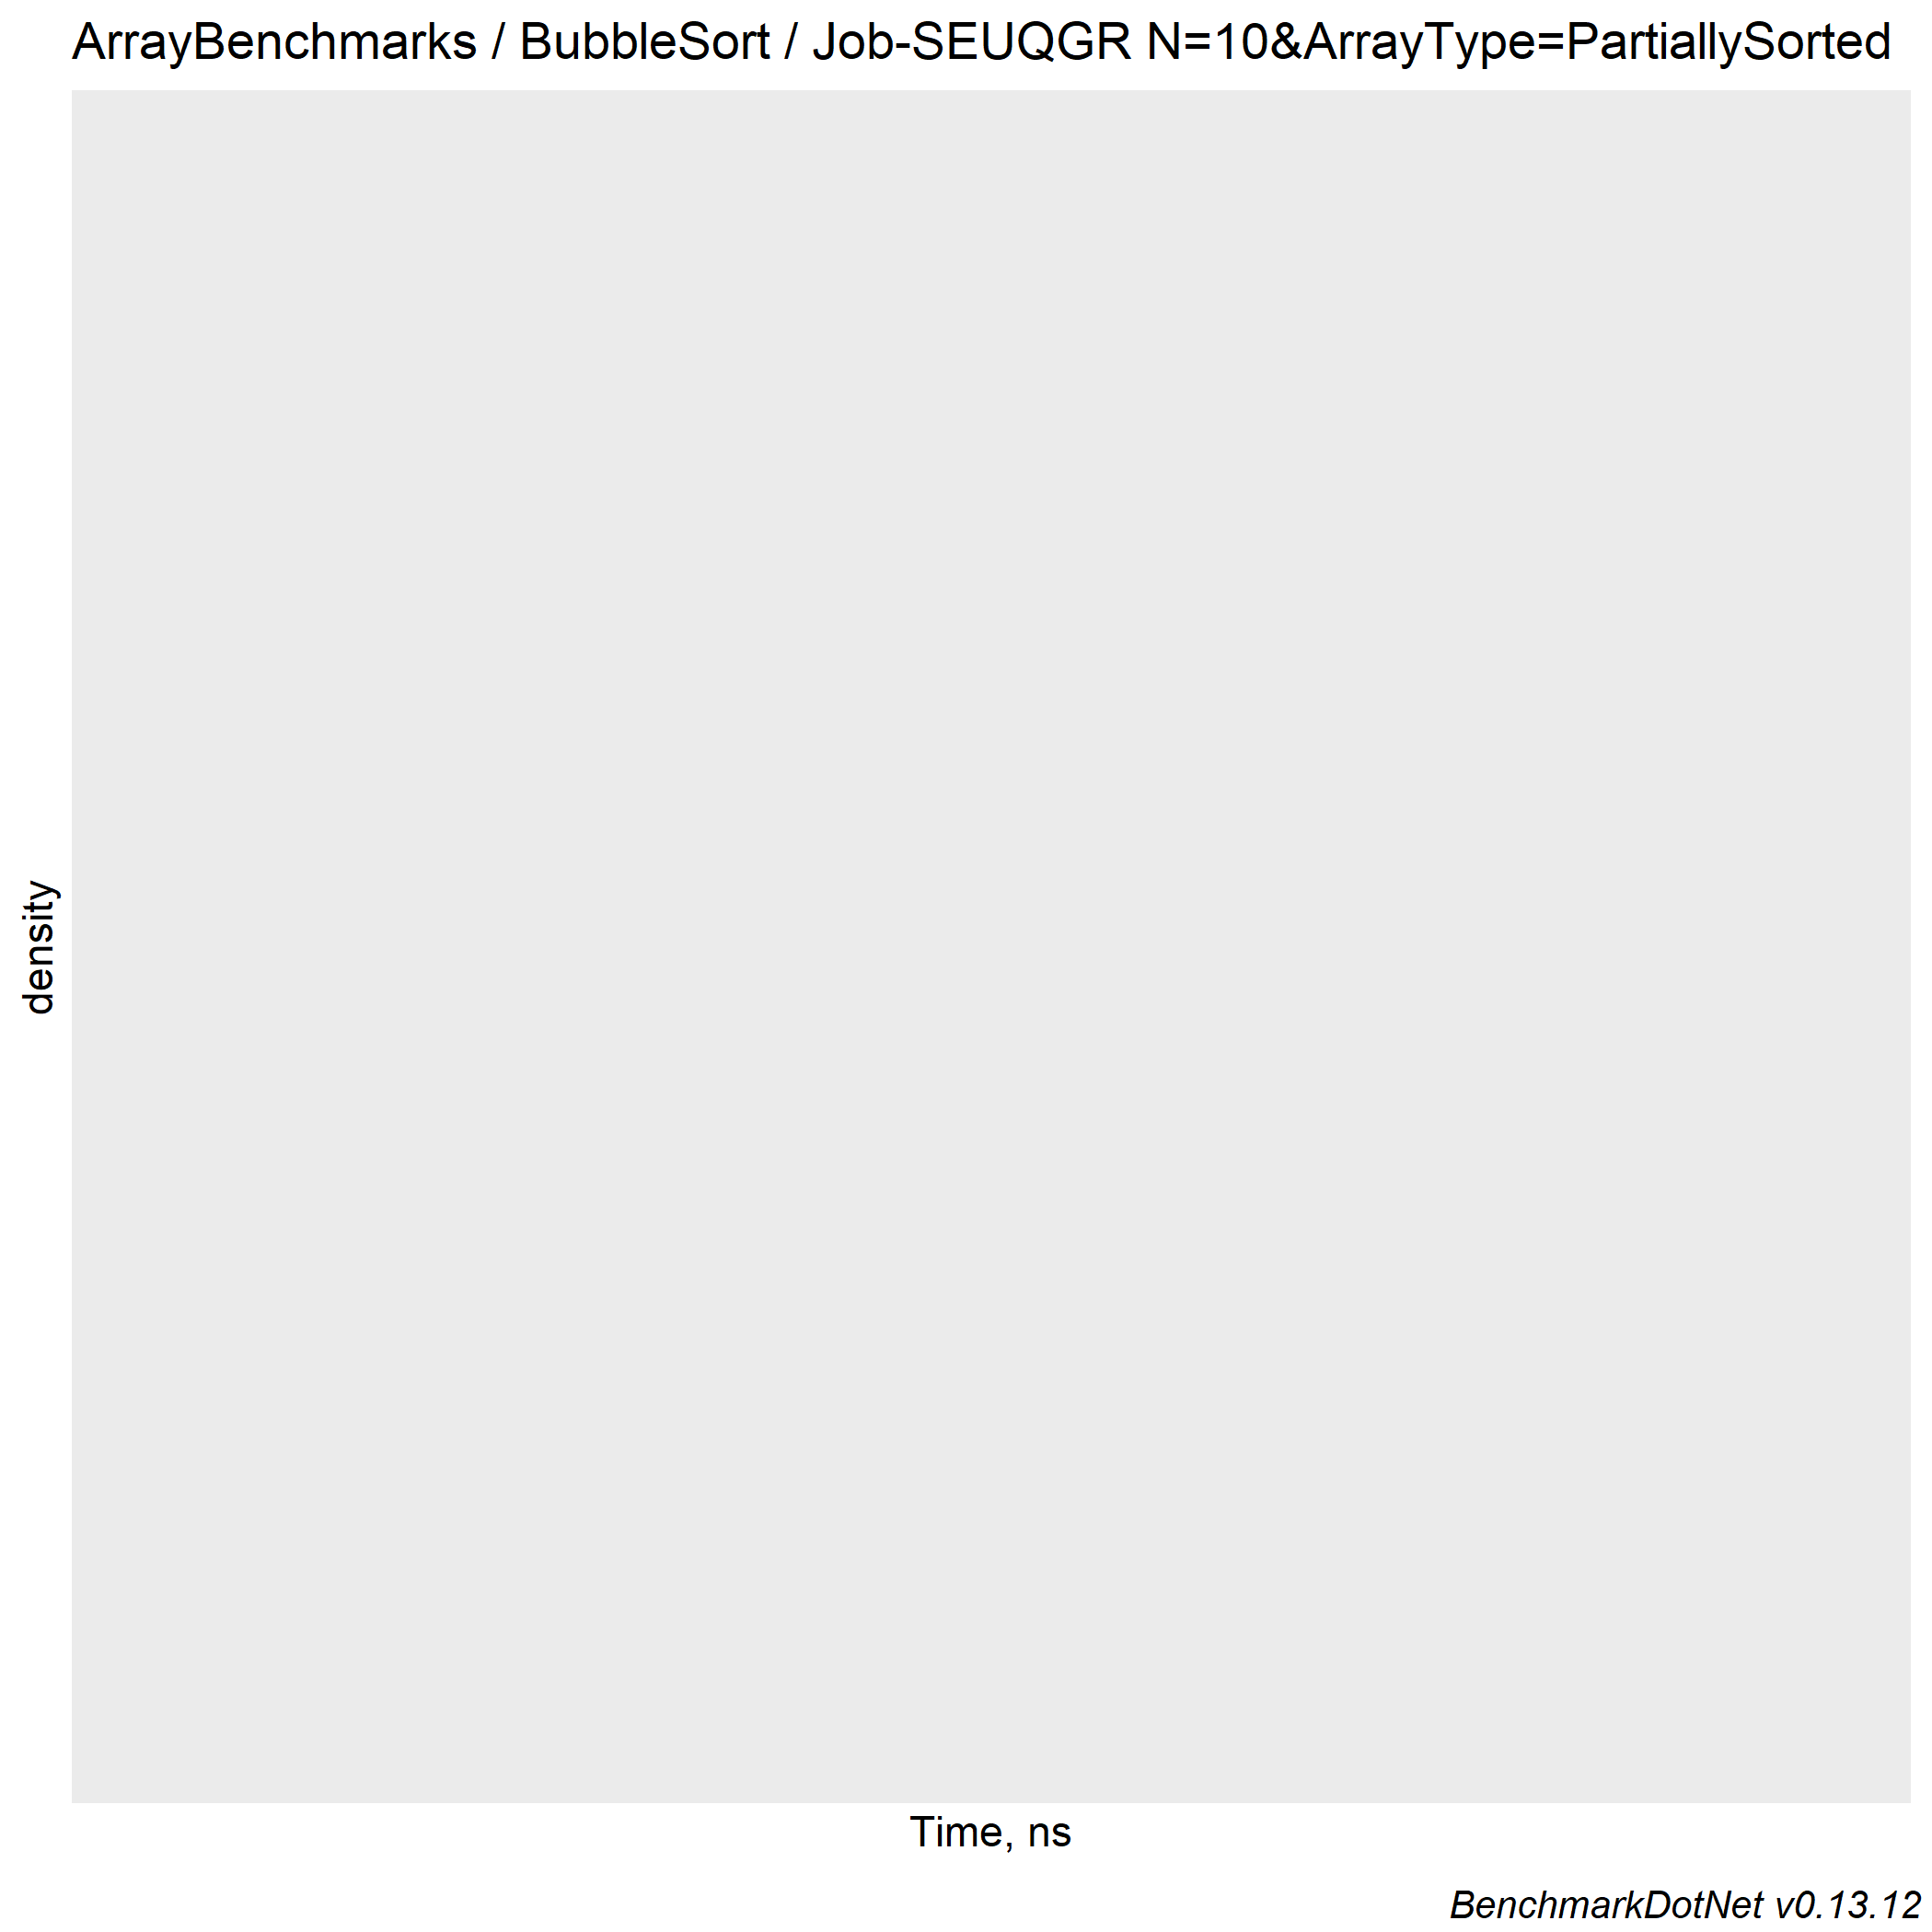 ArrayBenchmarks / BubbleSort / Job-SEUQGR N=10&ArrayType=PartiallySorted
density
Time, ns
BenchmarkDotNet v0.13.12